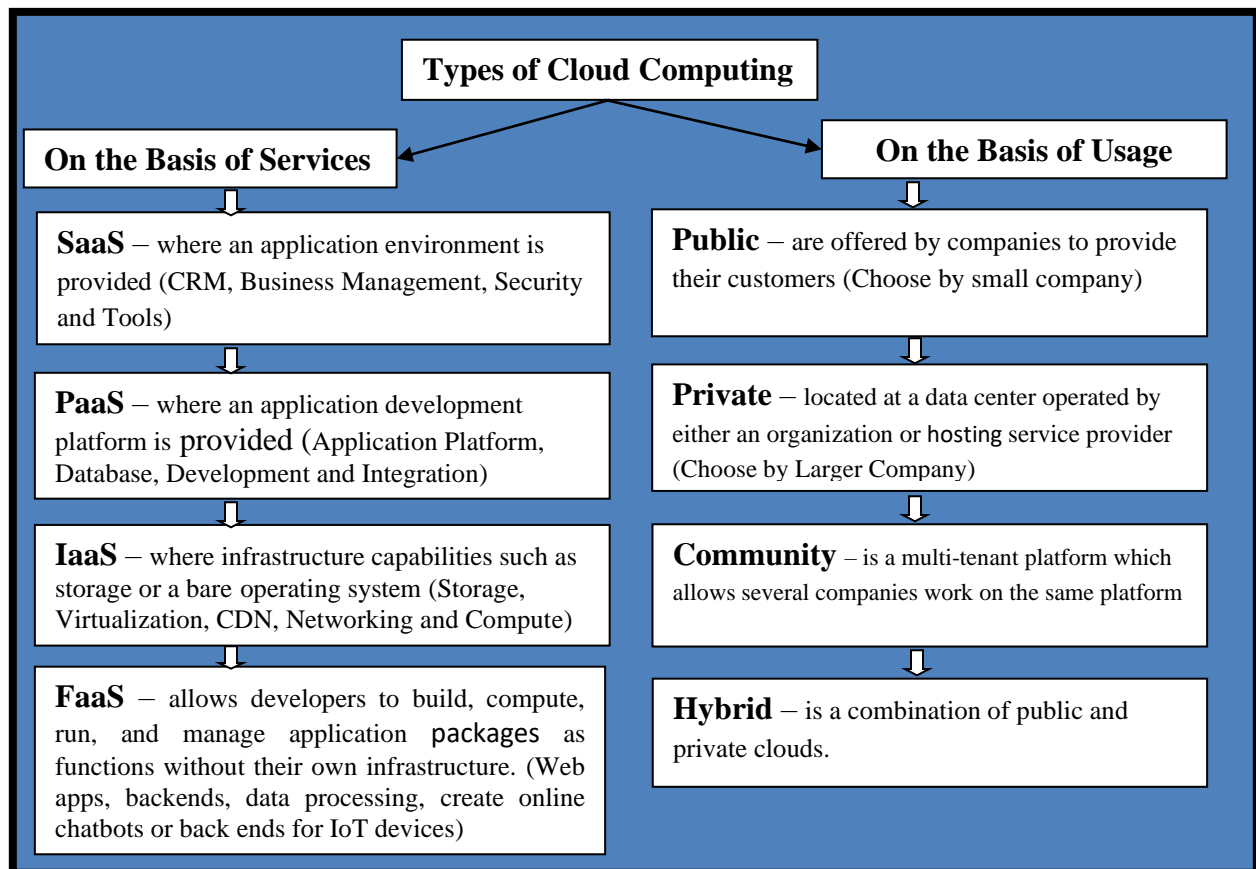 Types of Cloud Computing
On the Basis of Services
SaaS – where an application environment is
provided (CRM, Business Management, Security
and Tools)
PaaS – where an application development
platform is provided (Application Platform,
Database, Development and Integration)
IaaS – where infrastructure capabilities such as
storage or a bare operating system (Storage,
Virtualization, CDN, Networking and Compute)
FaaS – allows developers to build, compute,
run, and manage application packages as
functions without their own infrastructure. (Web
apps, backends, data processing, create online
chatbots or back ends for IoT devices)
On the Basis of Usage
Public – are offered by companies to provide
their customers (Choose by small company)
Private – located at a data center operated by
either an organization or hosting service provider
(Choose by Larger Company)
Community – is a multi-tenant platform which
allows several companies work on the same platform
Hybrid – is a combination of public and
private clouds.